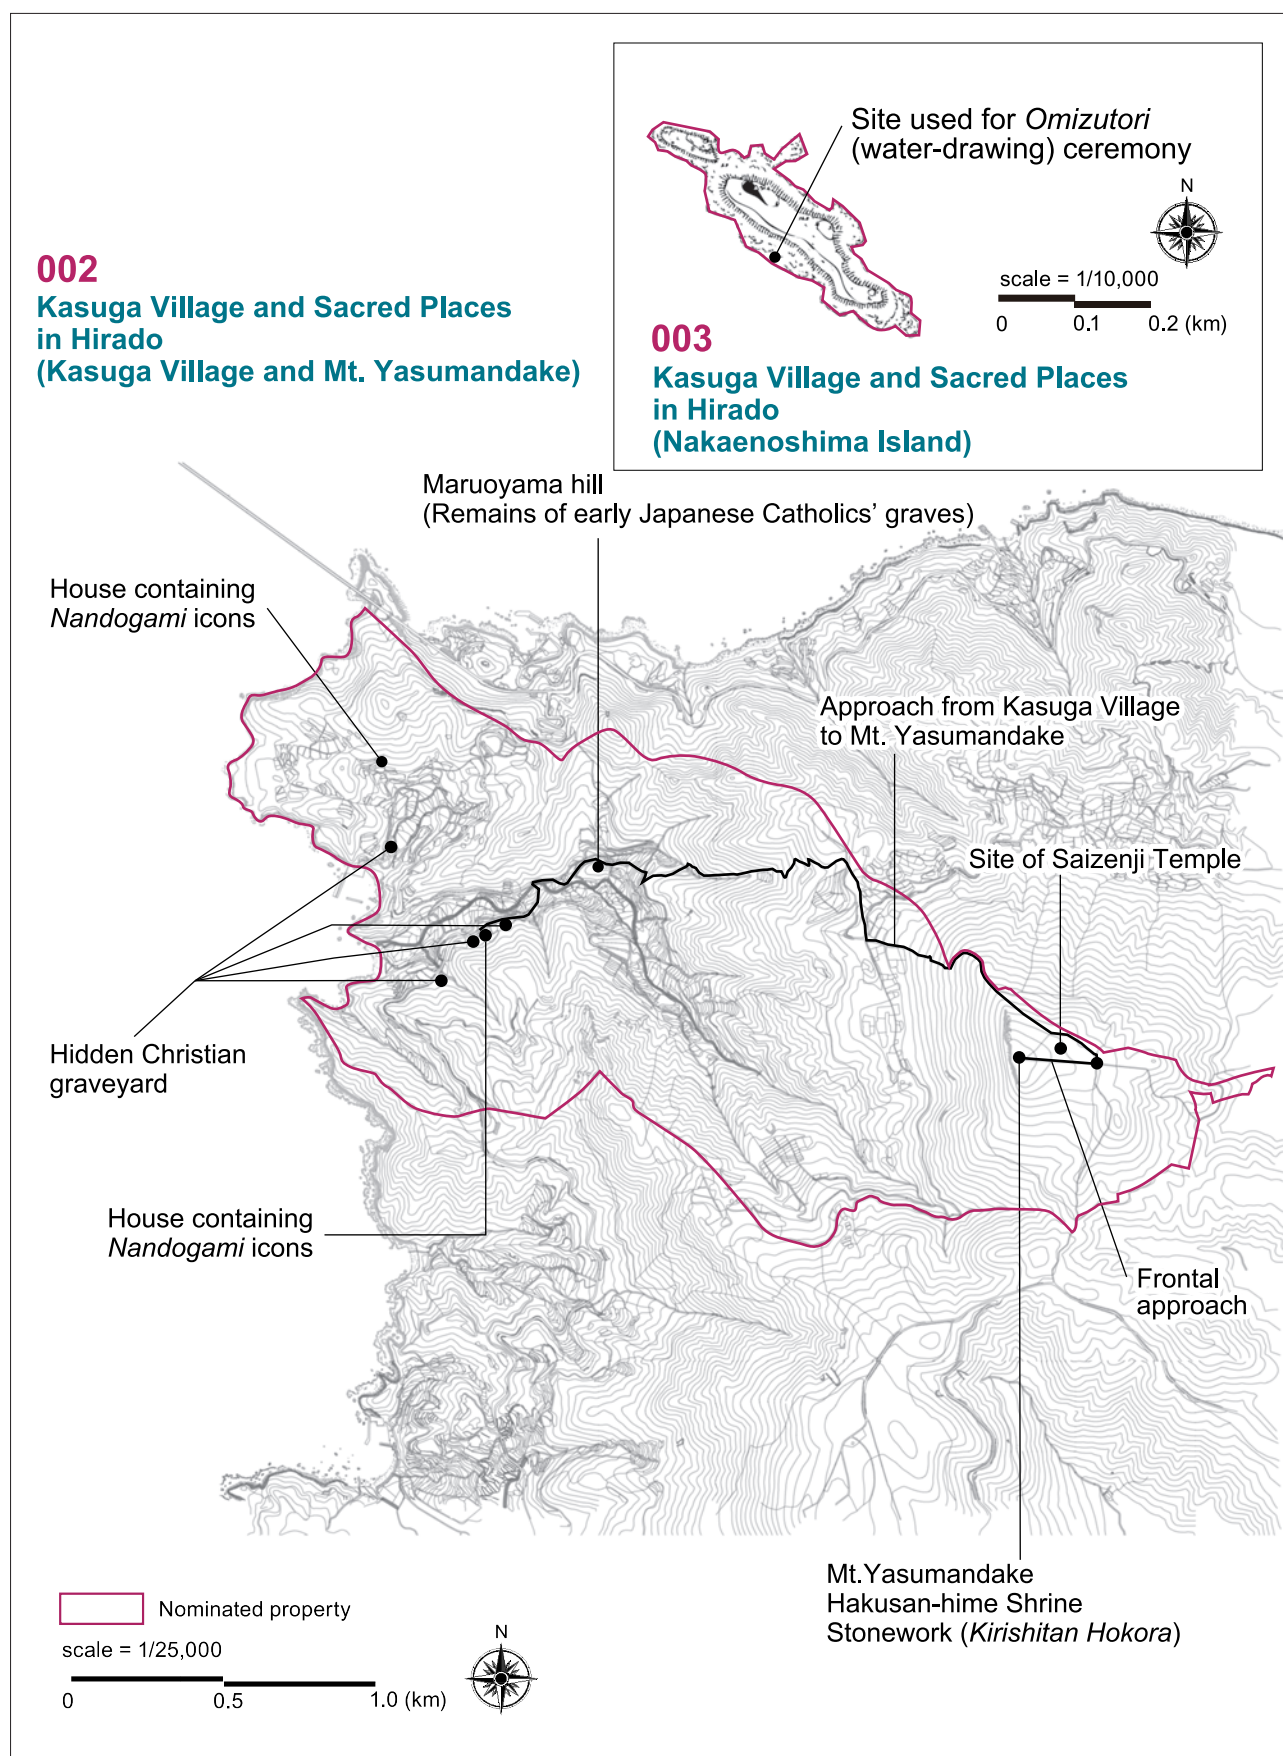 Site used for Omizutori
(water-drawing) ceremony
N
scale = 1/10,000
0 0.1 0.2 (km)
003
Kasuga Village and Sacred Places
in Hirado
(Nakaenoshima Island)
002
Kasuga Village and Sacred Places
in Hirado
(Kasuga Village and Mt. Yasumandake)
Maruoyama hill
(Remains of early Japanese Catholics' graves)
House containing
Nandogami icons
Approach from Kasuga Village
to Mt. Yasumandake
Site of Saizenji Temple
Hidden Christian
graveyard
House containing
Nandogami icons
Frontal
approach
Mt.Yasumandake
Hakusan-hime Shrine
Stonework (Kirishitan Hokora)
Nominated property
scale = 1/25,000
0 0.5 1.0 (km)
N